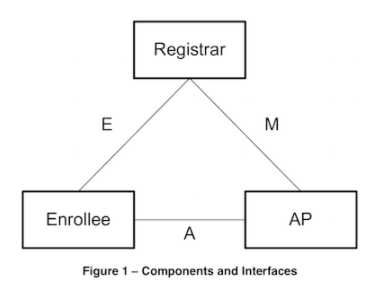 Registrar
E
M
Enrollee
A
AP
Figure 1 – Components and Interfaces